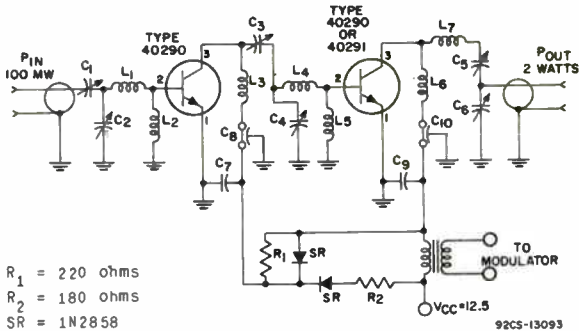 TYPE
40290
TYPE
40290
OR
40291
PIN
100 MW
POUT
2 WATTS
C1
L1
2
3
1
C2
L2
C3
L3
L4
2
3
1
C4
L5
C8
C7
L7
C5
L6
C6
C10
C9
R1
SR
SR
R2
TO
MODULATOR
VCC=12.5
R1 = 220 ohms
R2 = 180 ohms
SR = 1N2858
92CS-13093